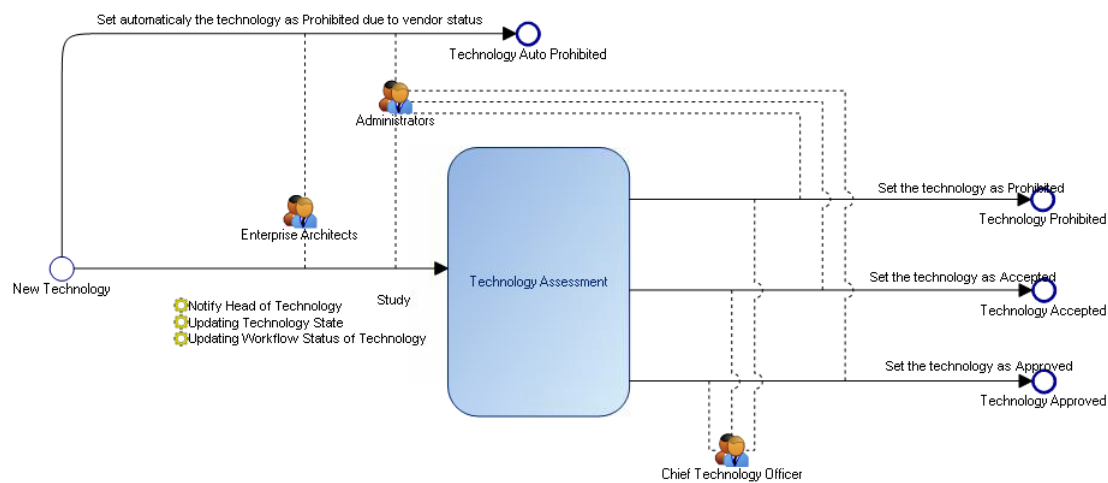 Set automaticaly the technology as Prohibited due to vendor status
Technology Auto Prohibited
Administrators
Set the technology as Prohibited
Technology Prohibited
Enterprise Architects
New Technology
Technology Assessment
Set the technology as Accepted
Study
Notify Head of Technology
Technology Accepted
Updating Technology State
Updating Workflow Status of Technology
Set the technology as Approved
Technology Approved
Chief Technology Officer